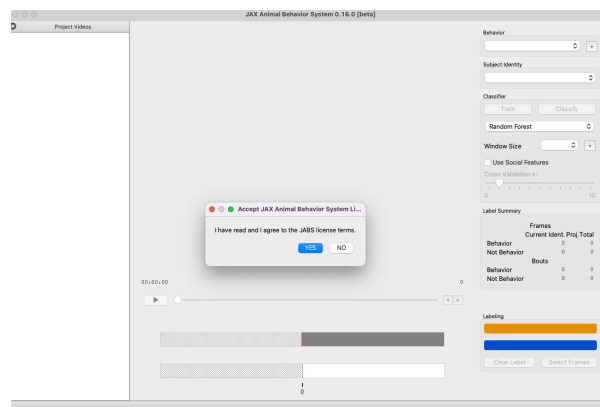 JAX Animal Behavior System 0.16.0 [beta]
Project Videos
Behavior
+
Subject Identity
Classifier
Train Classify
Random Forest
Window Size +
Use Social Features
Cross Validation k:
0 10
Accept JAX Animal Behavior System Li...
I have read and I agree to the JABS license terms.
YES NO
Label Summary
Frames
Current Ident. Proj.Total
Behavior 0 0
Not Behavior 0 0
Bouts
Behavior 0 0
Not Behavior 0 0
00:00:00 0
Labeling
Clear Label Select Frames
0